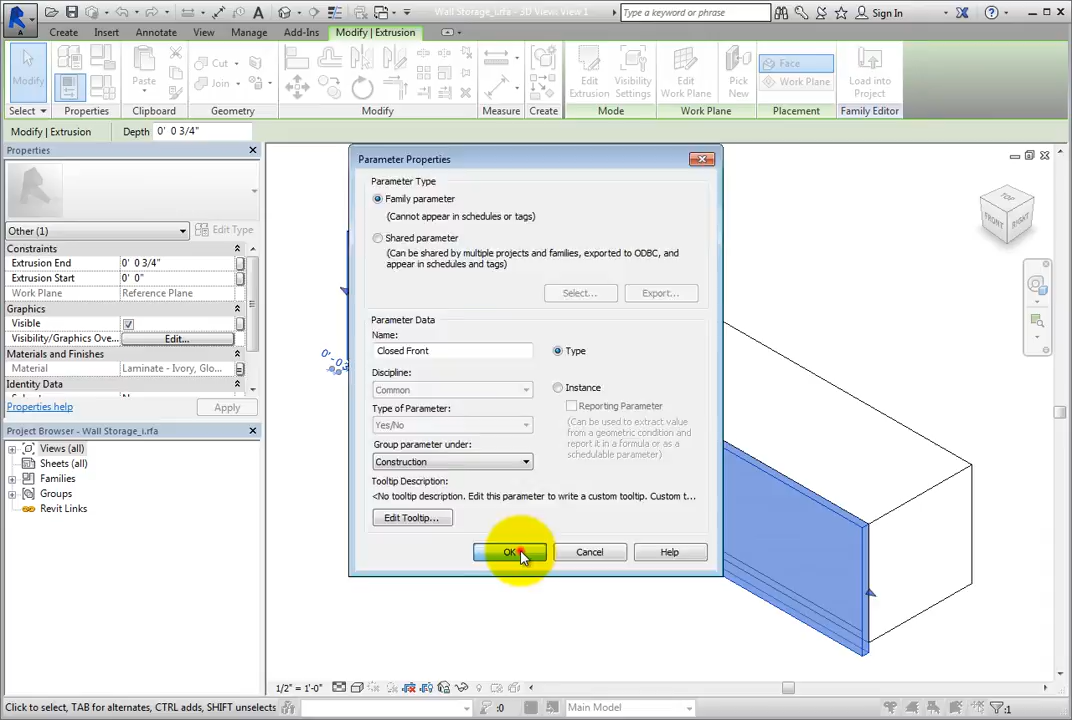 Wall Storage_i.rfa - 3D View: View 1
Type a keyword or phrase
Sign In
Create Insert Annotate View Manage Add-Ins Modify | Extrusion
Modify
Paste
Cut
Join
Edit Extrusion
Visibility Settings
Edit Work Plane
Pick New
Face
Work Plane
Load into Project
Select Properties Clipboard Geometry Modify Measure Create Mode Work Plane Placement Family Editor
Modify | Extrusion Depth 0' 0 3/4"
Properties
Other (1) Edit Type
Constraints
Extrusion End 0' 0 3/4"
Extrusion Start 0' 0"
Work Plane Reference Plane
Graphics
Visible
Visibility/Graphics Ove... Edit...
Materials and Finishes
Material Laminate - Ivory, Glo...
Identity Data
Properties help Apply
Project Browser - Wall Storage_i.rfa
Views (all)
Sheets (all)
Families
Groups
Revit Links
Parameter Properties
Parameter Type
Family parameter
(Cannot appear in schedules or tags)
Shared parameter
(Can be shared by multiple projects and families, exported to ODBC, and
appear in schedules and tags)
Select... Export...
Parameter Data
Name:
Closed Front
Type
Discipline:
Common
Instance
Reporting Parameter
(Can be used to extract value
from a geometric condition and
report it in a formula or as a
schedulable parameter)
Type of Parameter:
Yes/No
Group parameter under:
Construction
Tooltip Description:
<No tooltip description. Edit this parameter to write a custom tooltip. Custom t...
Edit Tooltip...
OK Cancel Help
TOP
FRONT
RIGHT
1/2" = 1'-0"
Click to select, TAB for alternates, CTRL adds, SHIFT unselects
:0
Main Model
:1